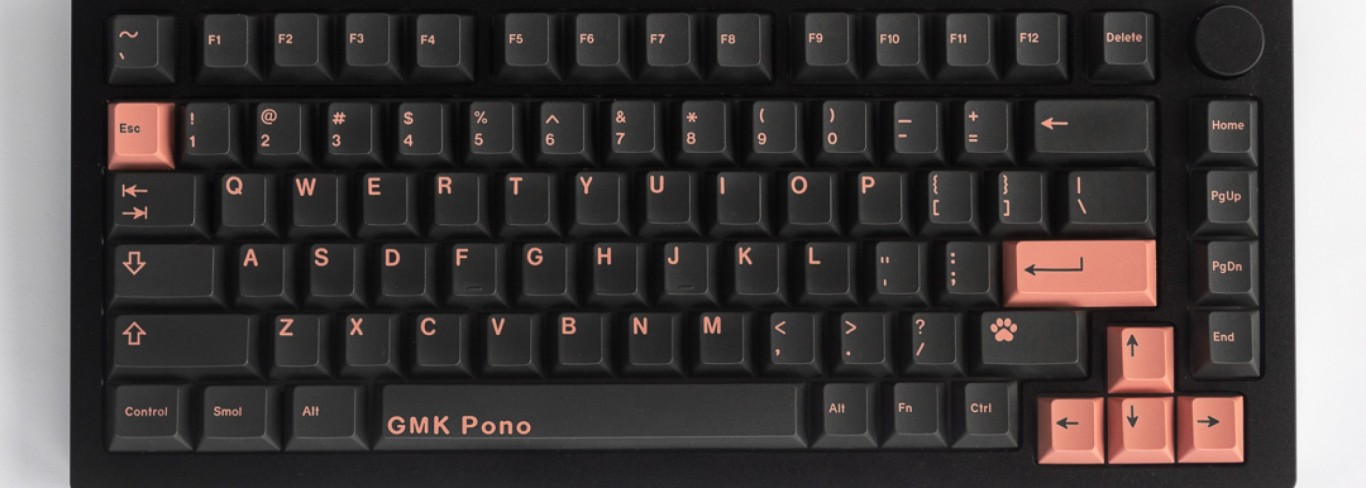 ~ F1 F2 F3 F4 F5 F6 F7 F8 F9 F10 F11 F12 Delete
`
Esc ! @ # $ % ^ & * ( ) _ + ← Home
1 2 3 4 5 6 7 8 9 0 - =
⇤ Q W E R T Y U I O P { } | PgUp
⇥ [ ] \
⇩ A S D F G H J K L " : ↵ PgDn
' ;
⇧ Z X C V B N M < > ? ↑ End
, . /
Control Smol Alt GMK Pono Alt Fn Ctrl ← ↓ →